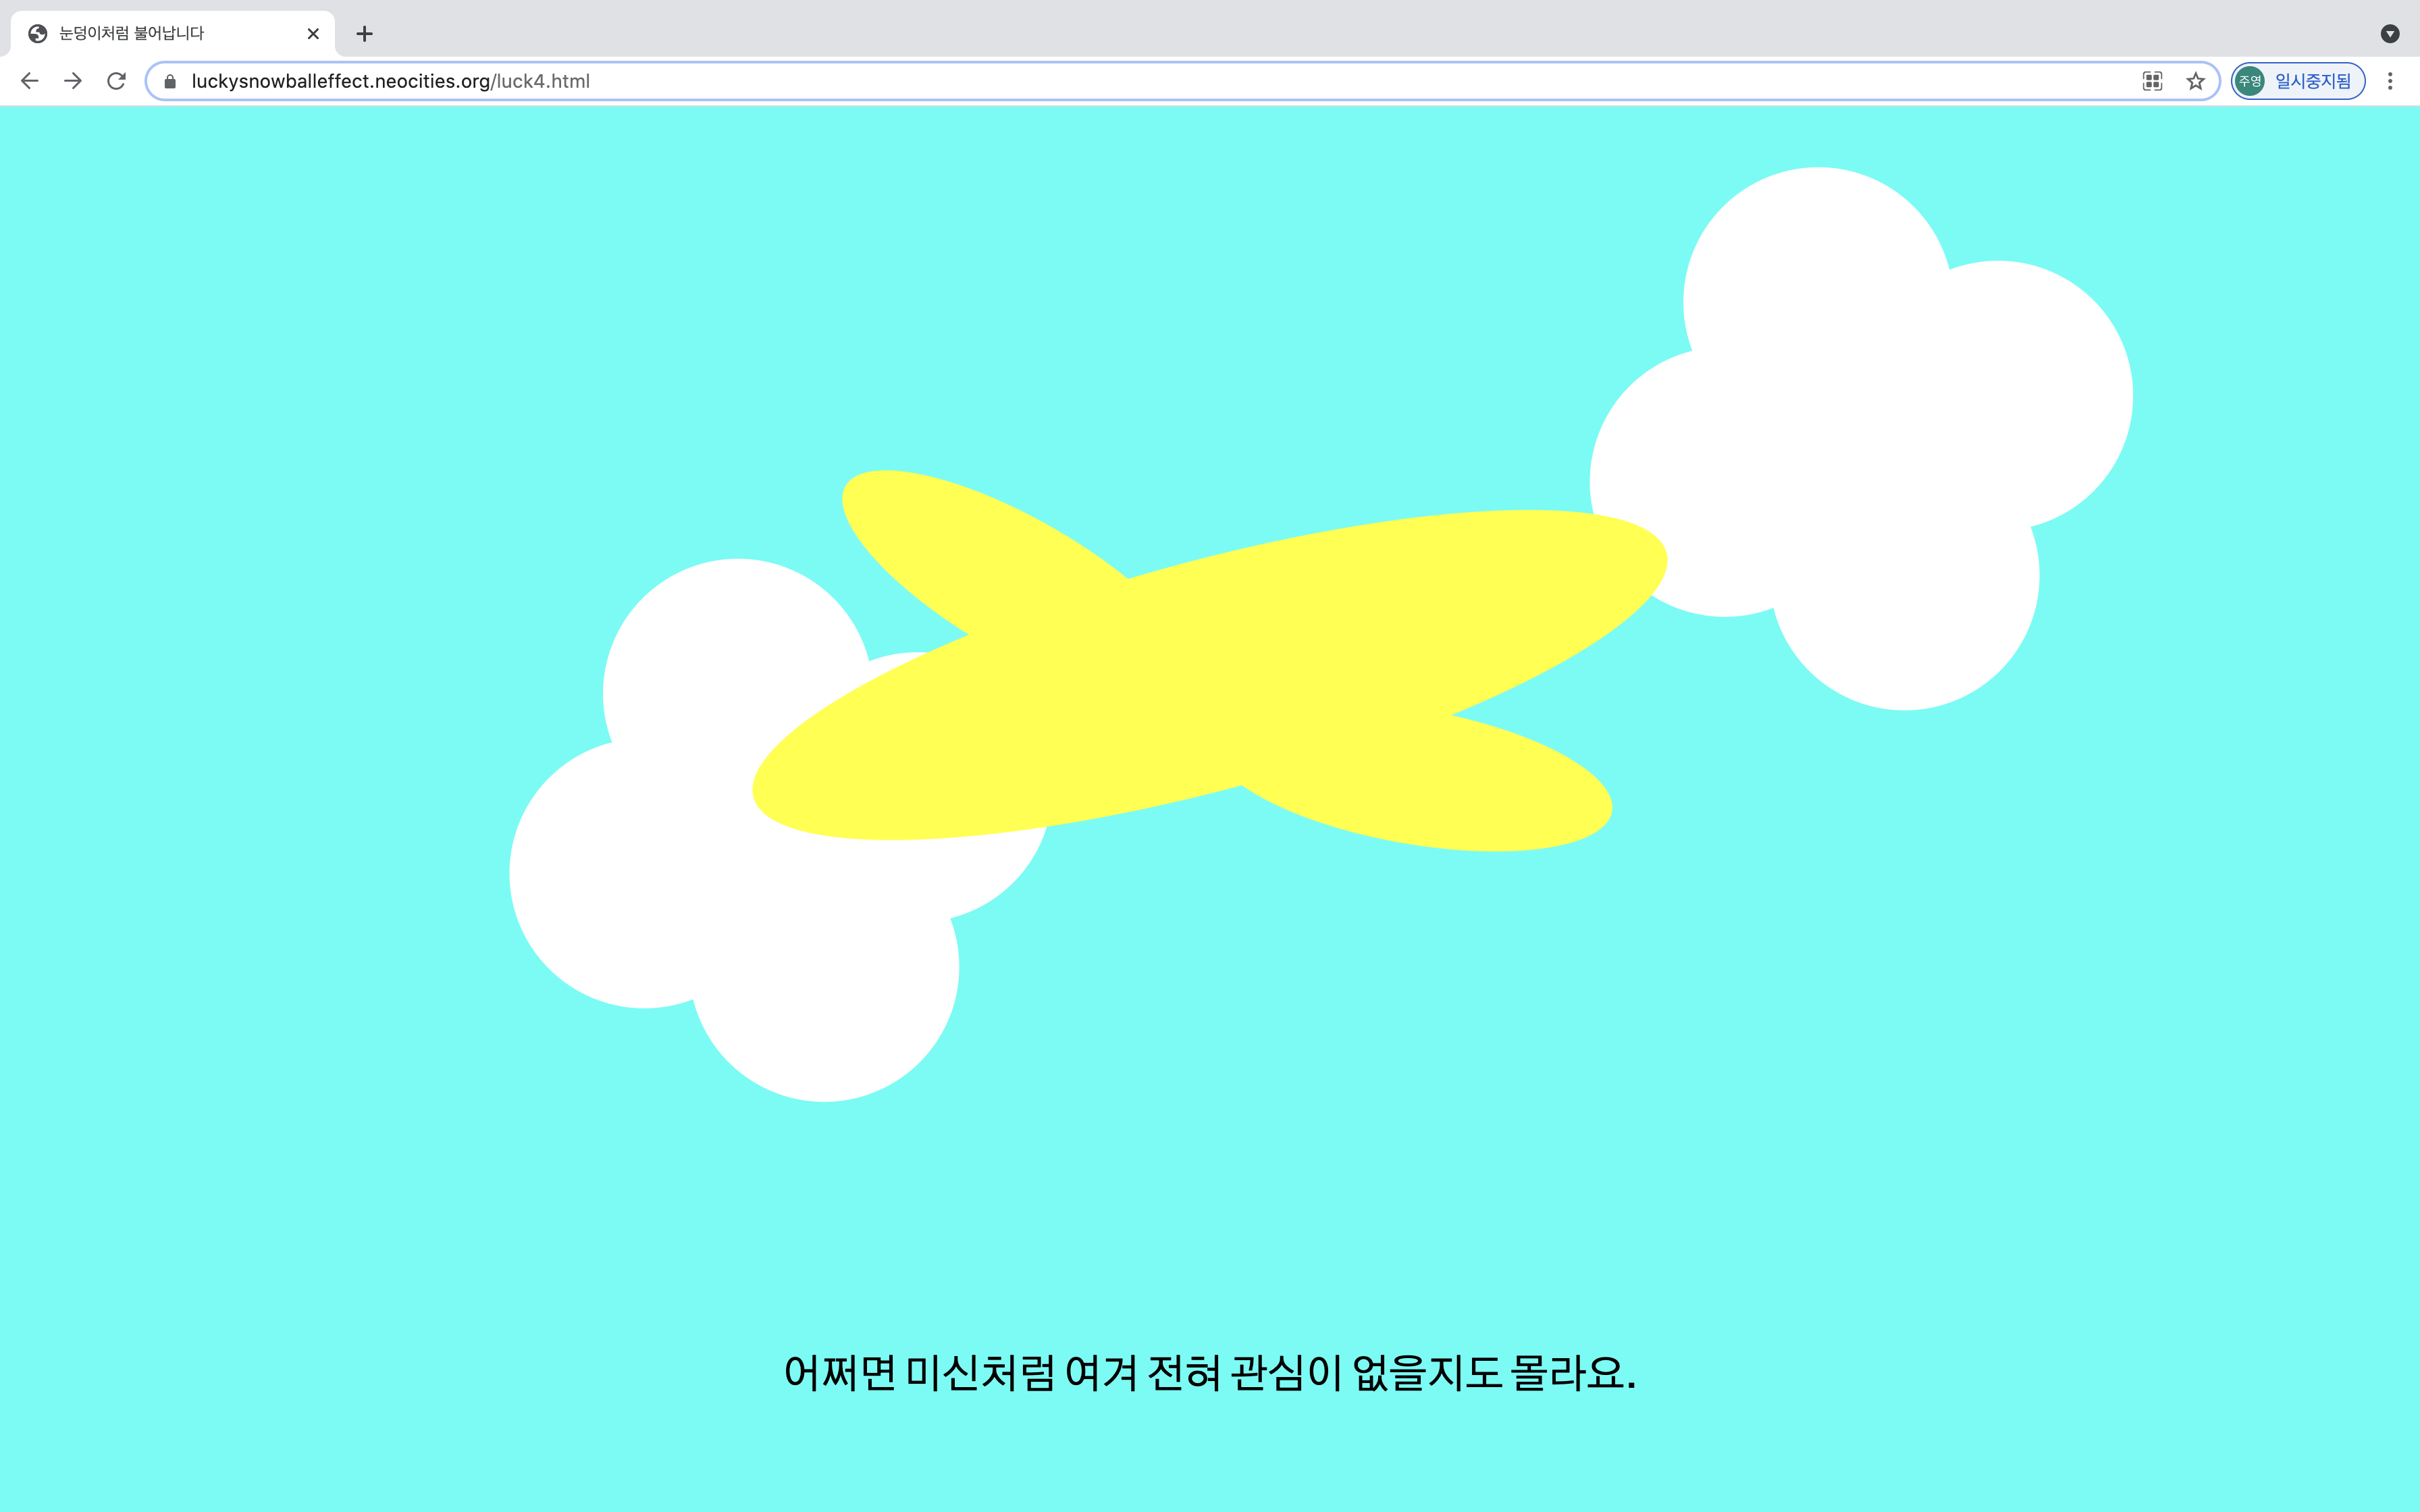 눈덩이처럼 불어납니다
luckysnowballeffect.neocities.org/luck4.html
주영 일시중지됨
어쩌면 미신처럼 여겨 전혀 관심이 없을지도 몰라요.